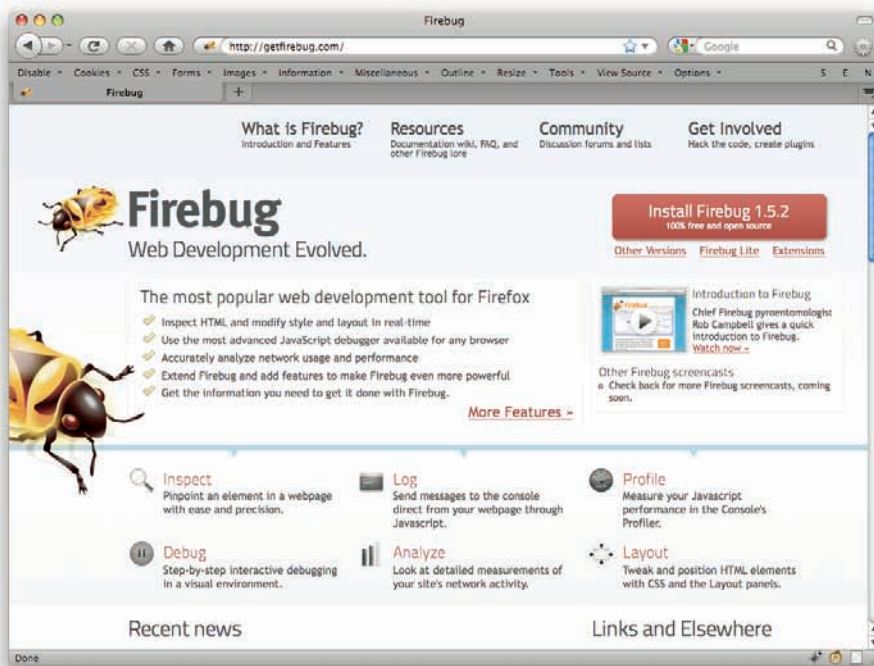 Firebug
http://getfirebug.com/
Google
Disable Cookies CSS Forms Images Information Miscellaneous Outline Resize Tools View Source Options S E N
Firebug +
What is Firebug?
Introduction and Features
Resources
Documentation wiki, FAQ, and
other Firebug lore
Community
Discussion forums and lists
Get Involved
Hack the code, create plugins
Firebug
Web Development Evolved.
Install Firebug 1.5.2
100% free and open source
Other Versions Firebug Lite Extensions
The most popular web development tool for Firefox
Inspect HTML and modify style and layout in real-time
Use the most advanced JavaScript debugger available for any browser
Accurately analyze network usage and performance
Extend Firebug and add features to make Firebug even more powerful
Get the information you need to get it done with Firebug.
More Features »
Introduction to Firebug
Chief Firebug pyroentomologist
Rob Campbell gives a quick
introduction to Firebug.
Watch now »
Other Firebug screencasts
Check back for more Firebug screencasts, coming
soon.
Inspect
Pinpoint an element in a webpage
with ease and precision.
Log
Send messages to the console
direct from your webpage through
Javascript.
Profile
Measure your Javascript
performance in the Console's
Profiler.
Debug
Step-by-step interactive debugging
in a visual environment.
Analyze
Look at detailed measurements of
your site's network activity.
Layout
Tweak and position HTML elements
with CSS and the Layout panels.
Recent news
Links and Elsewhere
Done